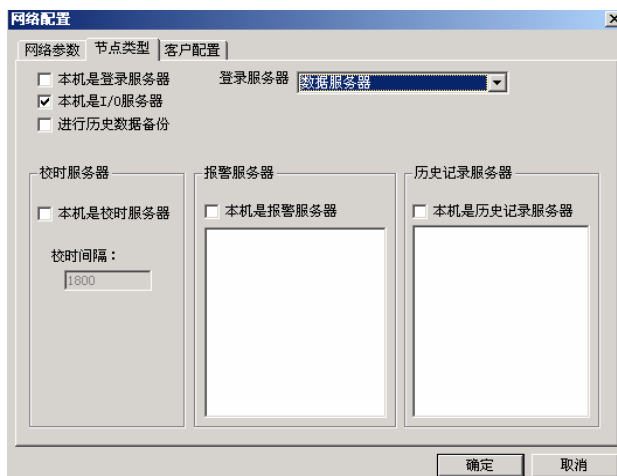 网络配置
网络参数 节点类型 客户配置
本机是登录服务器 登录服务器 数据服务器
本机是I/O服务器
进行历史数据备份
校时服务器 报警服务器 历史记录服务器
本机是校时服务器 本机是报警服务器 本机是历史记录服务器
校时间隔：
1800
确定 取消